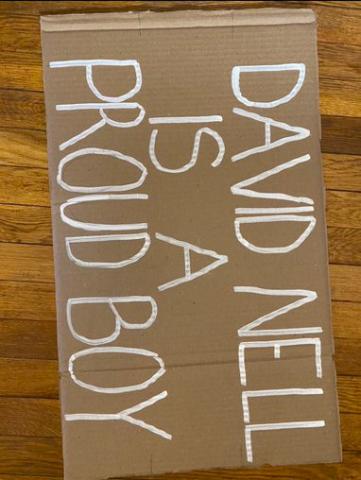 DAVID NELL
IS A
PROUD BOY